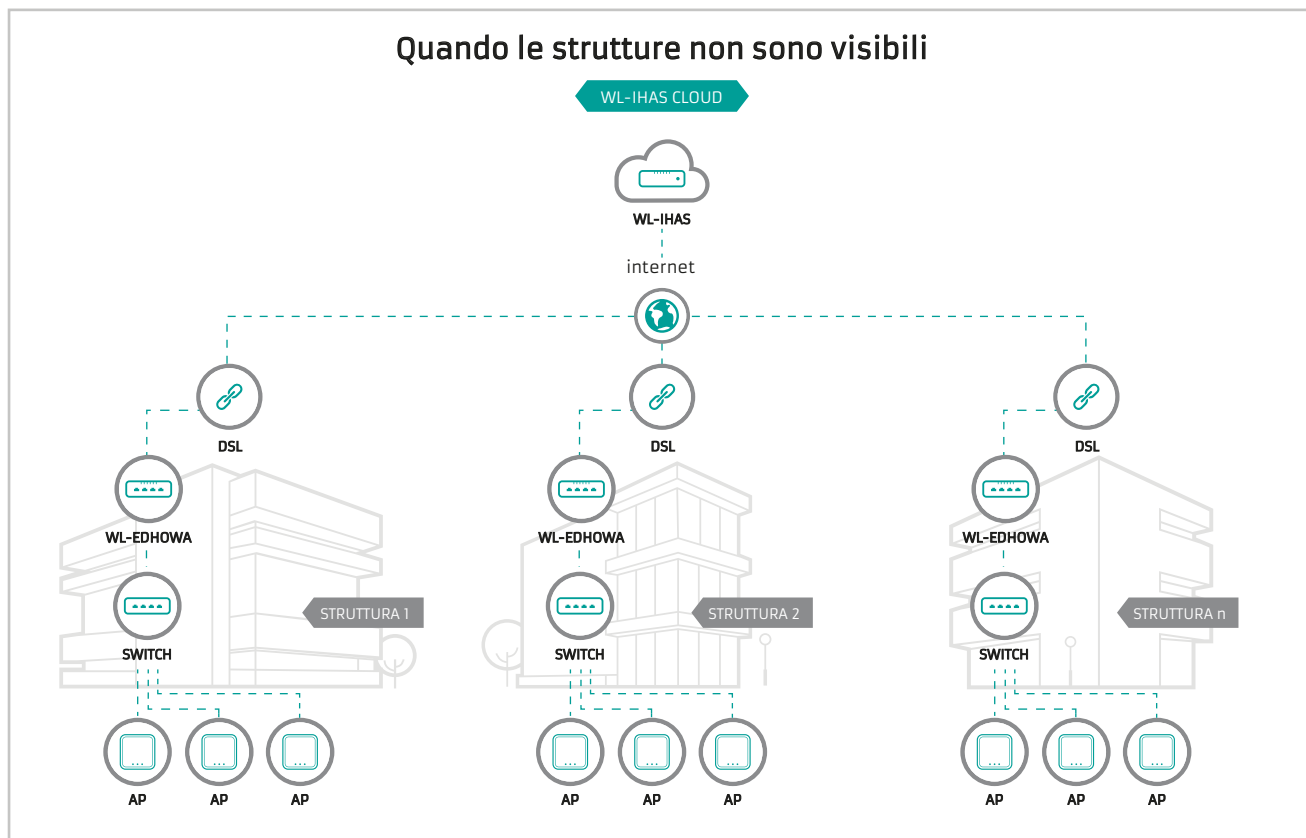 Quando le strutture non sono visibili
WL-IHAS CLOUD
WL-IHAS
internet
DSL
DSL
DSL
WL-EDHOWA
WL-EDHOWA
WL-EDHOWA
STRUTTURA 1
STRUTTURA 2
STRUTTURA n
SWITCH
SWITCH
SWITCH
AP
AP
AP
AP
AP
AP
AP
AP
AP